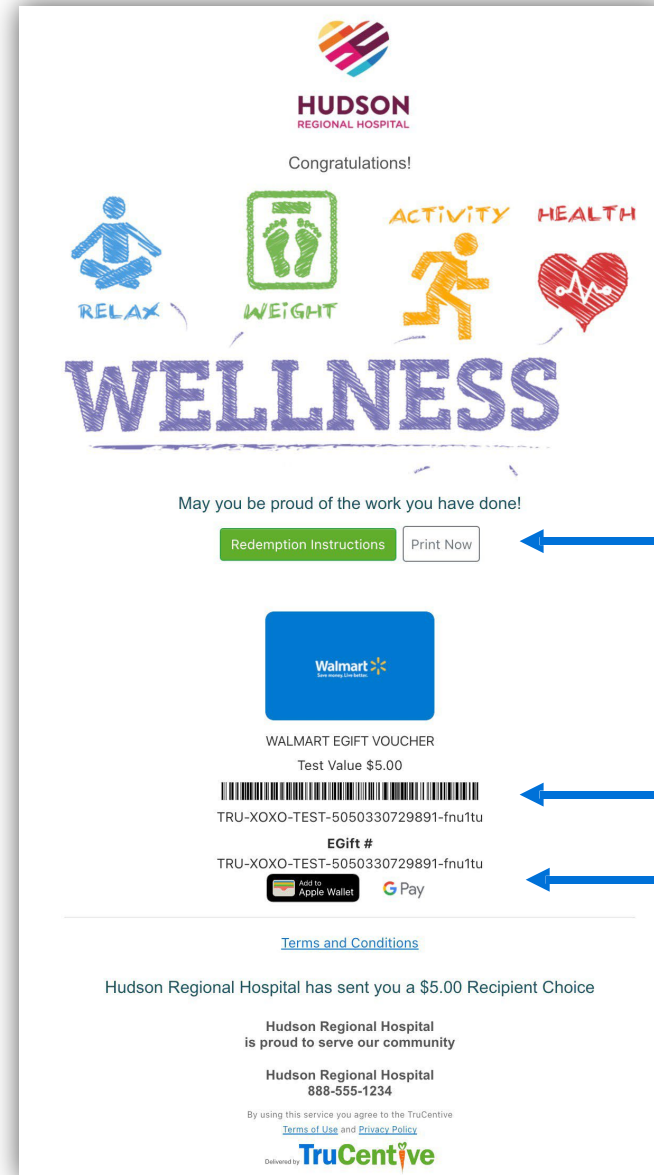 HUDSON
REGIONAL HOSPITAL
Congratulations!
ACTIVITY HEALTH
RELAX WEIGHT
WELLNESS
May you be proud of the work you have done!
Redemption Instructions Print Now
Walmart
Save money. Live better.
WALMART EGIFT VOUCHER
Test Value $5.00
TRU-XOXO-TEST-5050330729891-fnu1tu
EGift #
TRU-XOXO-TEST-5050330729891-fnu1tu
Add to
Apple Wallet
G Pay
Terms and Conditions
Hudson Regional Hospital has sent you a $5.00 Recipient Choice
Hudson Regional Hospital
is proud to serve our community
Hudson Regional Hospital
888-555-1234
By using this service you agree to the TruCentive
Terms of Use and Privacy Policy
Delivered by TruCentive